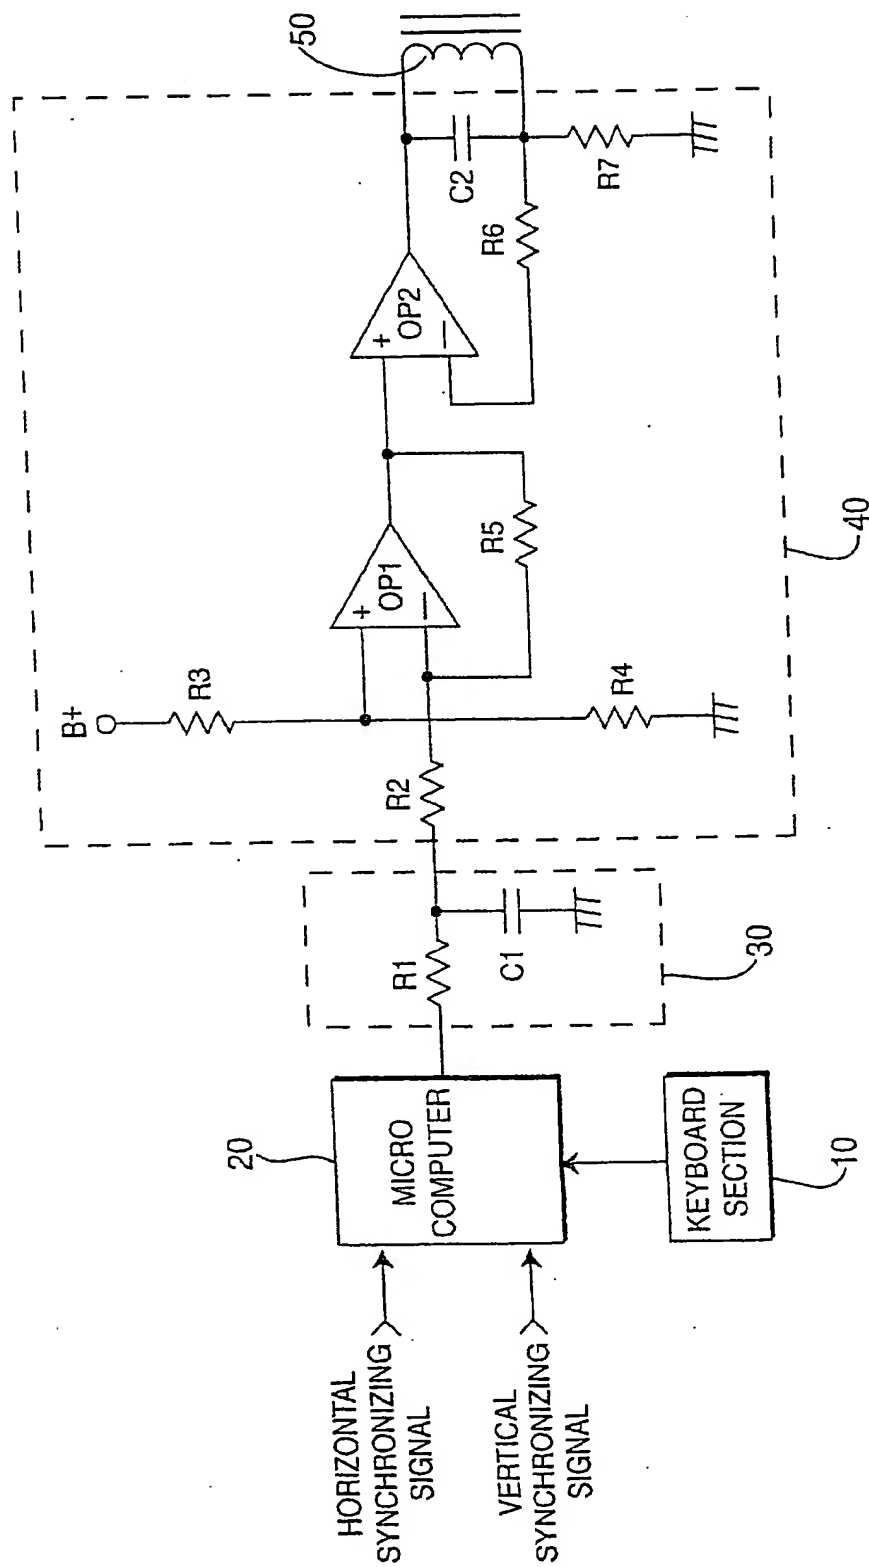 HORIZONTAL
SYNCHRONIZING
SIGNAL
VERTICAL
SYNCHRONIZING
SIGNAL
20
MICRO
COMPUTER
KEYBOARD
SECTION
10
R1
C1
30
R2
B+
R3
R4
+
OP1
−
R5
+
OP2
−
R6
C2
R7
50
40